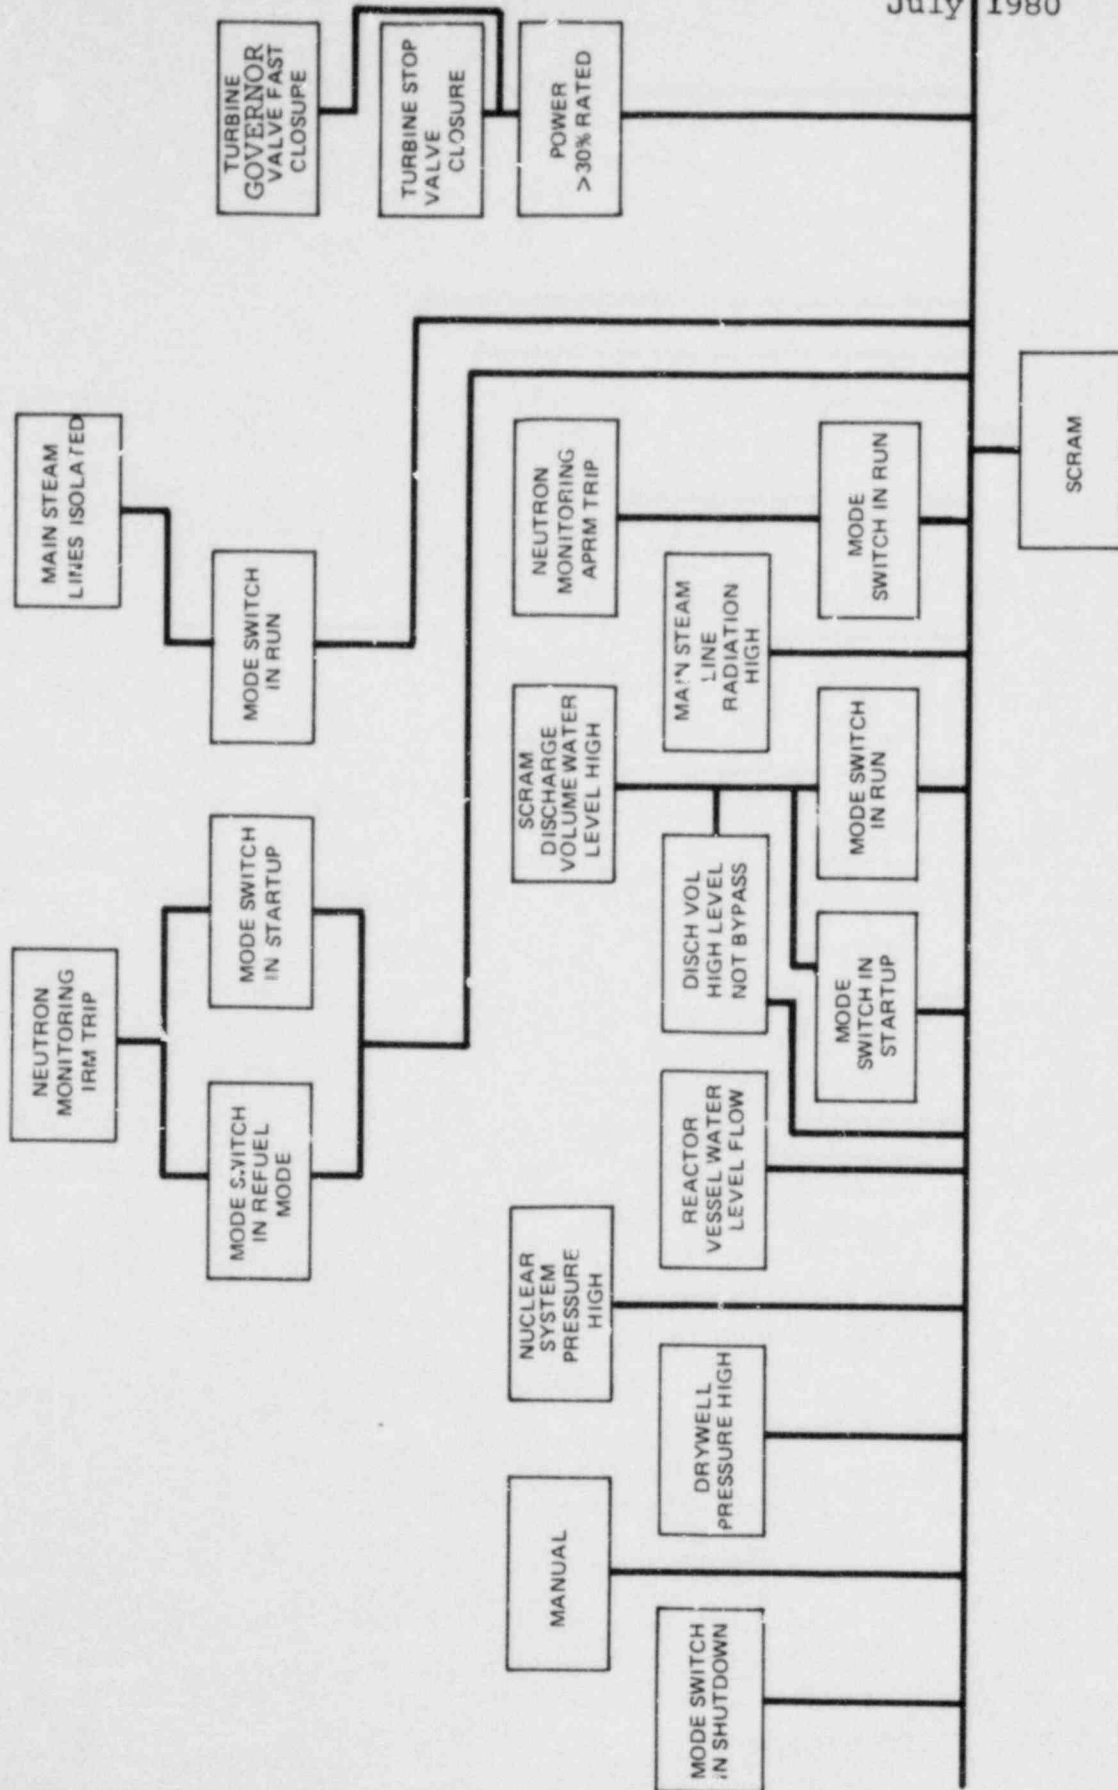 July 1980
TURBINE
GOVERNOR
VALVE FAST
CLOSURE
TURBINE STOP
VALVE
CLOSURE
POWER
>30% RATED
MAIN STEAM
LINES ISOLATED
MODE SWITCH
IN RUN
NEUTRON
MONITORING
IRM TRIP
MODE SWITCH
IN STARTUP
MODE SWITCH
IN REFUEL
MODE
NEUTRON
MONITORING
APRM TRIP
MODE
SWITCH IN RUN
MAIN STEAM
LINE
RADIATION
HIGH
SCRAM
DISCHARGE
VOLUME WATER
LEVEL HIGH
MODE SWITCH
IN RUN
DISCH VOL
HIGH LEVEL
NOT BYPASS
MODE
SWITCH IN
STARTUP
REACTOR
VESSEL WATER
LEVEL FLOW
NUCLEAR
SYSTEM
PRESSURE
HIGH
DRYWELL
PRESSURE HIGH
MANUAL
MODE SWITCH
IN SHUTDOWN
SCRAM